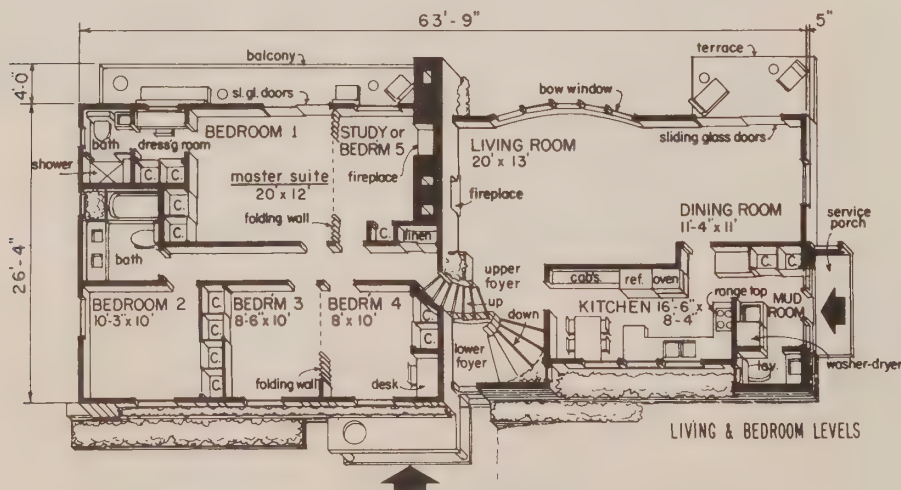 63'-9"
5"
balcony
terrace
4'-0"
sl. gl. doors
bow window
BEDROOM 1
STUDY or
BEDRM 5
bath
dress'g room
LIVING ROOM
20' x 13'
sliding glass doors
shower
C.
C.
master suite
20' x 12'
fireplace
fireplace
C.
C.
folding wall
C.
linen
DINING ROOM
11'-4" x 11'
service
porch
26'-4"
bath
upper
foyer
up
cab's
ref.
oven
C.
C.
range top
BEDROOM 2
10'-3" x 10'
C.
C.
C.
C.
BEDRM 3
8'-6" x 10'
BEDRM 4
8' x 10'
C.
down
KITCHEN 16'-6" x
8'-4"
MUD
ROOM
lower
foyer
folding wall
desk
lav.
washer-dryer
LIVING & BEDROOM LEVELS